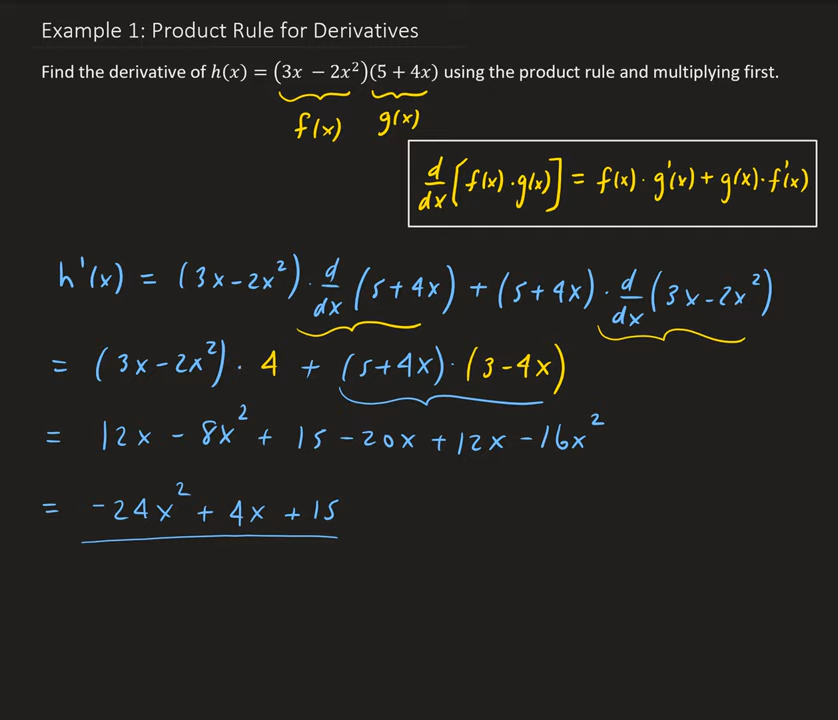 Example 1: Product Rule for Derivatives
Find the derivative of h(x) = (3x − 2x²)(5 + 4x) using the product rule and multiplying first.
f(x) g(x)
d/dx [f(x)·g(x)] = f(x)·g'(x) + g(x)·f'(x)
h'(x) = (3x − 2x²)· d/dx (5 + 4x) + (5 + 4x)· d/dx (3x − 2x²)
= (3x − 2x²)· 4 + (5 + 4x)·(3 − 4x)
= 12x − 8x² + 15 − 20x + 12x − 16x²
= −24x² + 4x + 15